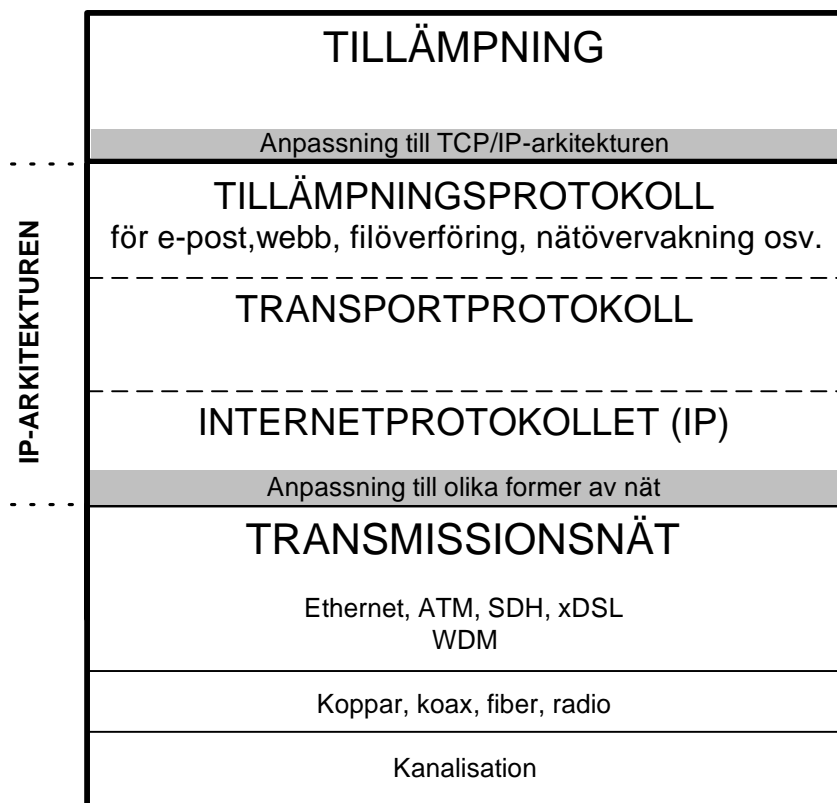 TILLÄMPNING
Anpassning till TCP/IP-arkitekturen
TILLÄMPNINGSPROTOKOLL
för e-post,webb, filöverföring, nätövervakning osv.
TRANSPORTPROTOKOLL
IP-ARKITEKTUREN
INTERNETPROTOKOLLET (IP)
Anpassning till olika former av nät
TRANSMISSIONSNÄT
Ethernet, ATM, SDH, xDSL
WDM
Koppar, koax, fiber, radio
Kanalisation